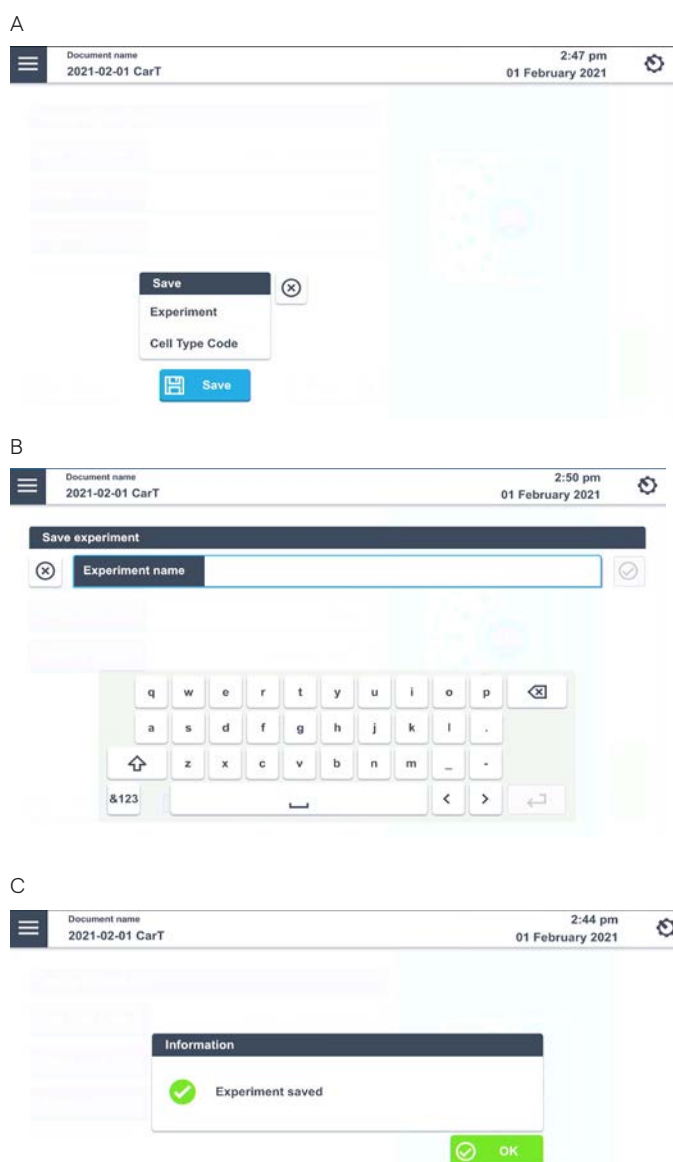 A
Document name
2021-02-01 CarT
2:47 pm
01 February 2021
Save
Experiment
Cell Type Code
Save
B
Document name
2021-02-01 CarT
2:50 pm
01 February 2021
Save experiment
Experiment name
q w e r t y u i o p
a s d f g h j k l .
z x c v b n m _ -
&123 < >
C
Document name
2021-02-01 CarT
2:44 pm
01 February 2021
Information
Experiment saved
OK